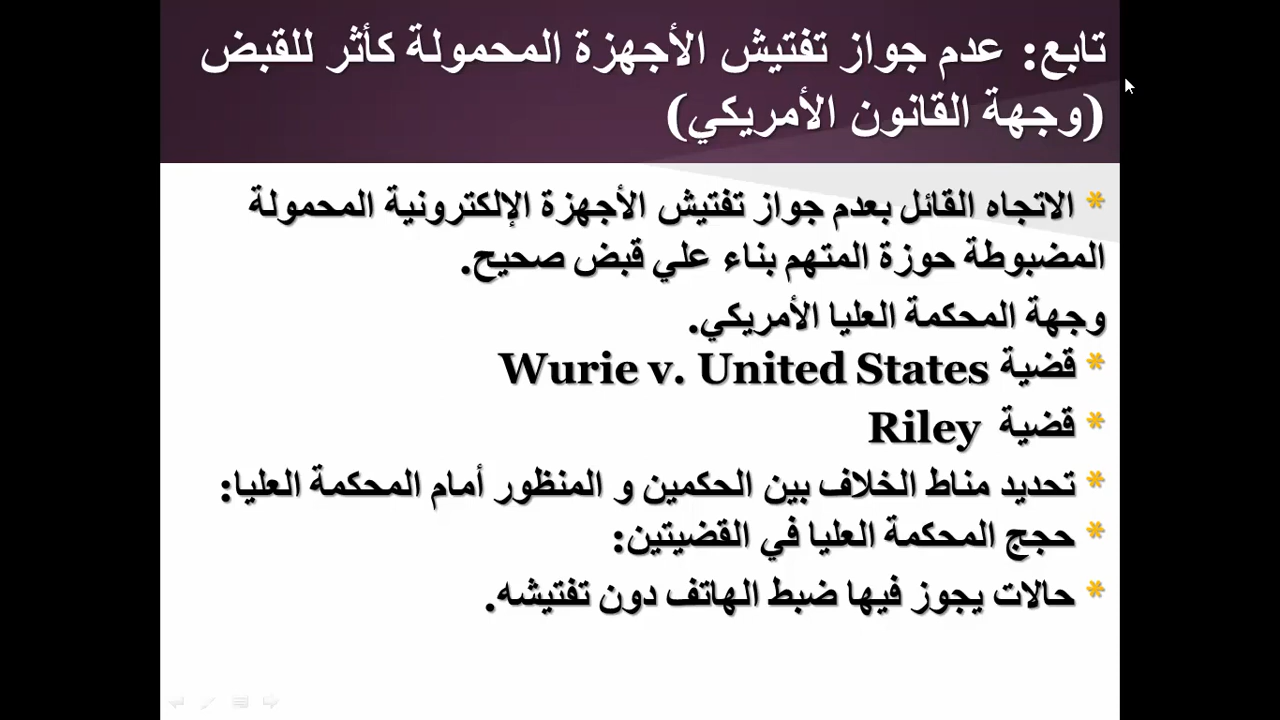 تابع: عدم جواز تفتيش الأجهزة المحمولة كأثر للقبض
(وجهة القانون الأمريكي)
* الاتجاه القائل بعدم جواز تفتيش الأجهزة الإلكترونية المحمولة
المضبوطة حوزة المتهم بناء علي قبض صحيح.
وجهة المحكمة العليا الأمريكي.
* قضية Wurie v. United States
* قضية Riley
* تحديد مناط الخلاف بين الحكمين و المنظور أمام المحكمة العليا:
* حجج المحكمة العليا في القضيتين:
* حالات يجوز فيها ضبط الهاتف دون تفتيشه.